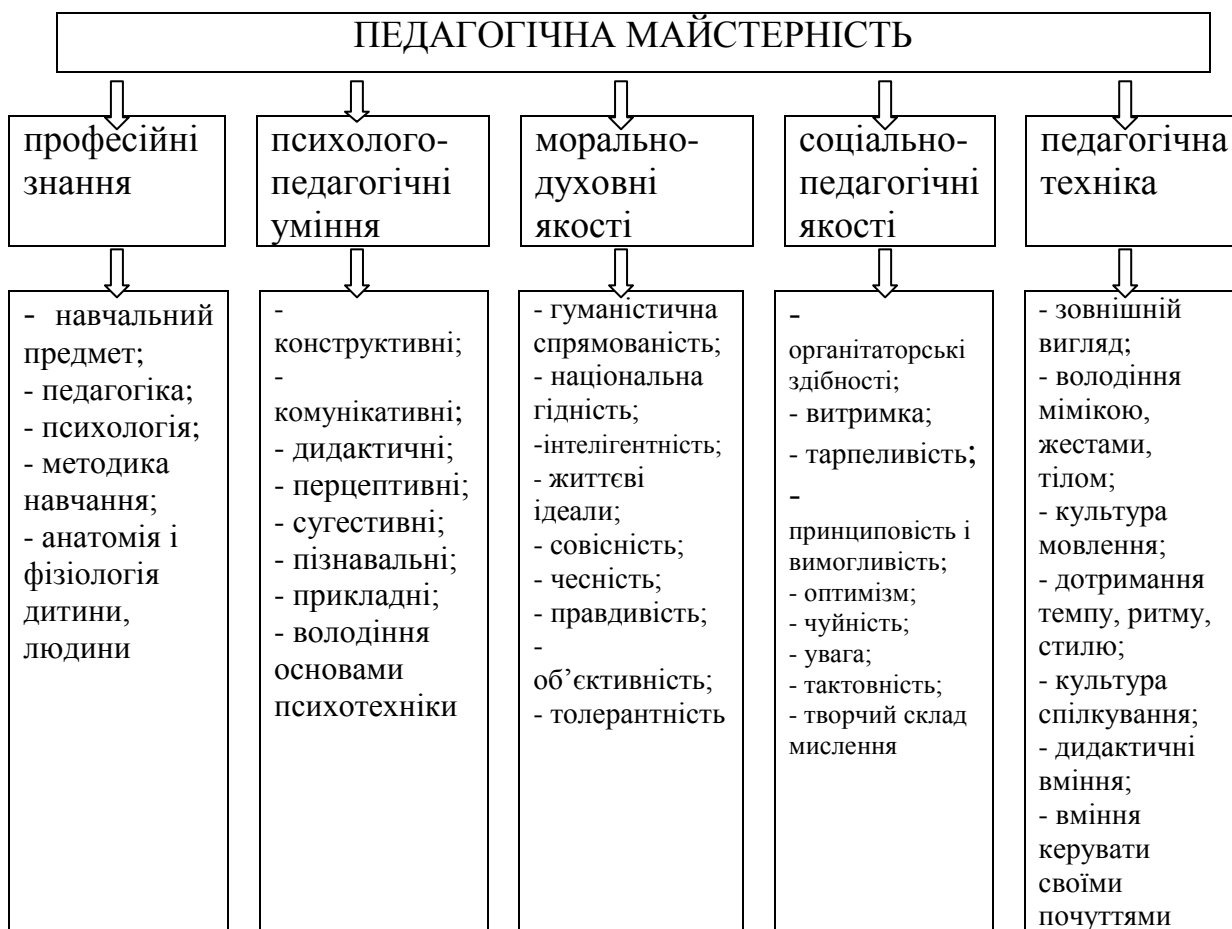 ПЕДАГОГІЧНА МАЙСТЕРНІСТЬ
професійні
знання
психолого-
педагогічні
уміння
морально-
духовні
якості
соціально-
педагогічні
якості
педагогічна
техніка
- навчальний
предмет;
- педагогіка;
- психологія;
- методика
навчання;
- анатомія і
фізіологія
дитини,
людини
-
конструктивні;
-
комунікативні;
- дидактичні;
- перцептивні;
- сугестивні;
- пізнавальні;
- прикладні;
- володіння
основами
психотехніки
- гуманістична
спрямованість;
- національна
гідність;
-інтелігентність;
- життєві
ідеали;
- совісність;
- чесність;
- правдивість;
-
об’єктивність;
- толерантність
-
органітаторські
здібності;
- витримка;
- тарпеливість;
-
принциповість і
вимогливість;
- оптимізм;
- чуйність;
- увага;
- тактовність;
- творчий склад
мислення
- зовнішній
вигляд;
- володіння
мімікою,
жестами,
тілом;
- культура
мовлення;
- дотримання
темпу, ритму,
стилю;
- культура
спілкування;
- дидактичні
вміння;
- вміння
керувати
своїми
почуттями